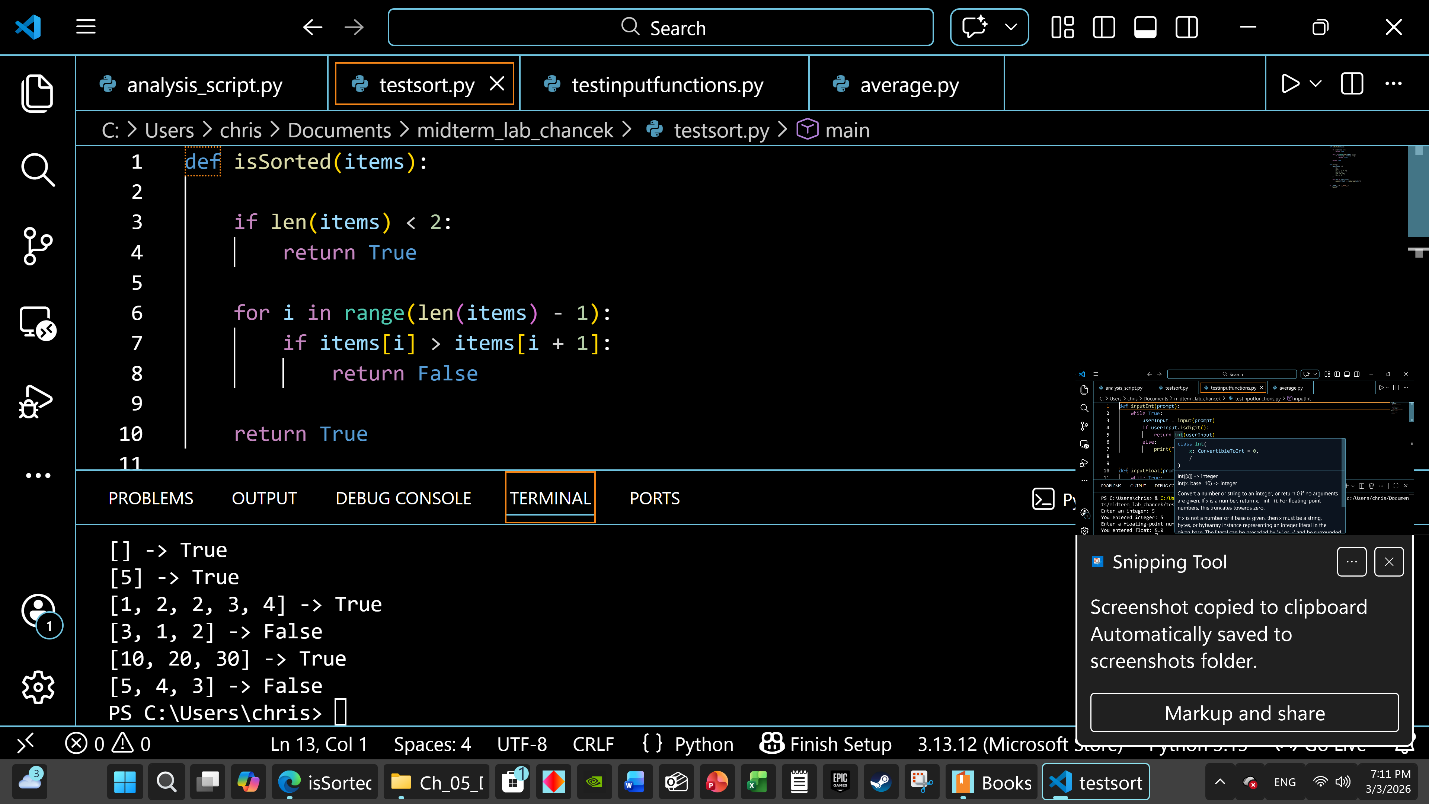 Search
analysis_script.py
testsort.py
testinputfunctions.py
average.py
C: > Users > chris > Documents > midterm_lab_chancek > testsort.py > main
1 def isSorted(items):
2
3 if len(items) < 2:
4 return True
5
6 for i in range(len(items) - 1):
7 if items[i] > items[i + 1]:
8 return False
9
10 return True
11
PROBLEMS OUTPUT DEBUG CONSOLE TERMINAL PORTS
[] -> True
[5] -> True
[1, 2, 2, 3, 4] -> True
[3, 1, 2] -> False
[10, 20, 30] -> True
[5, 4, 3] -> False
PS C:\Users\chris>
1
Snipping Tool
Screenshot copied to clipboard
Automatically saved to
screenshots folder.
Markup and share
0 0 Ln 13, Col 1 Spaces: 4 UTF-8 CRLF { } Python Finish Setup 3.13.12 (Microsoft
3 isSorted Ch_05_ 1 Books testsort ENG 7:11 PM
3/3/2026